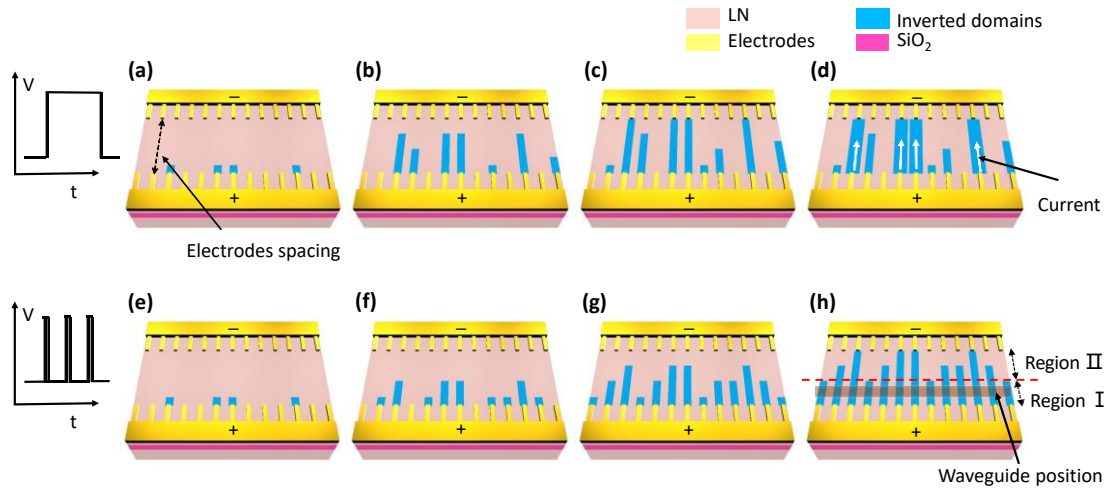 LN
Inverted domains
Electrodes
SiO₂
V
t
(a)
(b)
(c)
(d)
−
−
−
−
+
+
+
+
Electrodes spacing
Current
V
t
(e)
(f)
(g)
(h)
−
−
−
−
Region Ⅱ
Region Ⅰ
+
+
+
+
Waveguide position